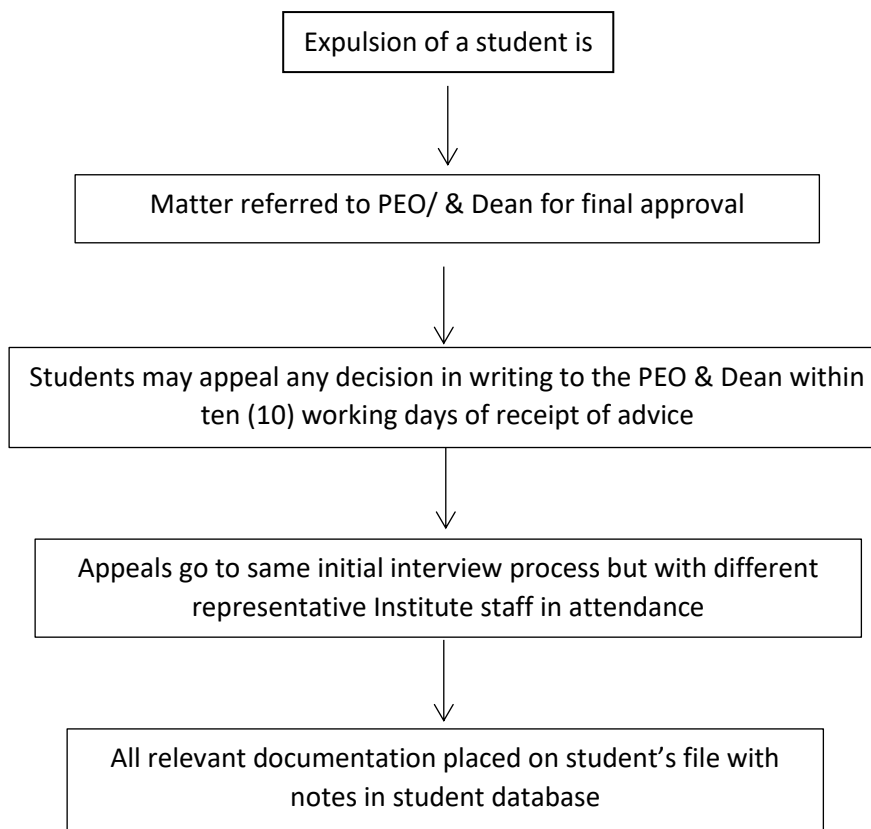 Expulsion of a student is
Matter referred to PEO/ & Dean for final approval
Students may appeal any decision in writing to the PEO & Dean within
ten (10) working days of receipt of advice
Appeals go to same initial interview process but with different
representative Institute staff in attendance
All relevant documentation placed on student’s file with
notes in student database